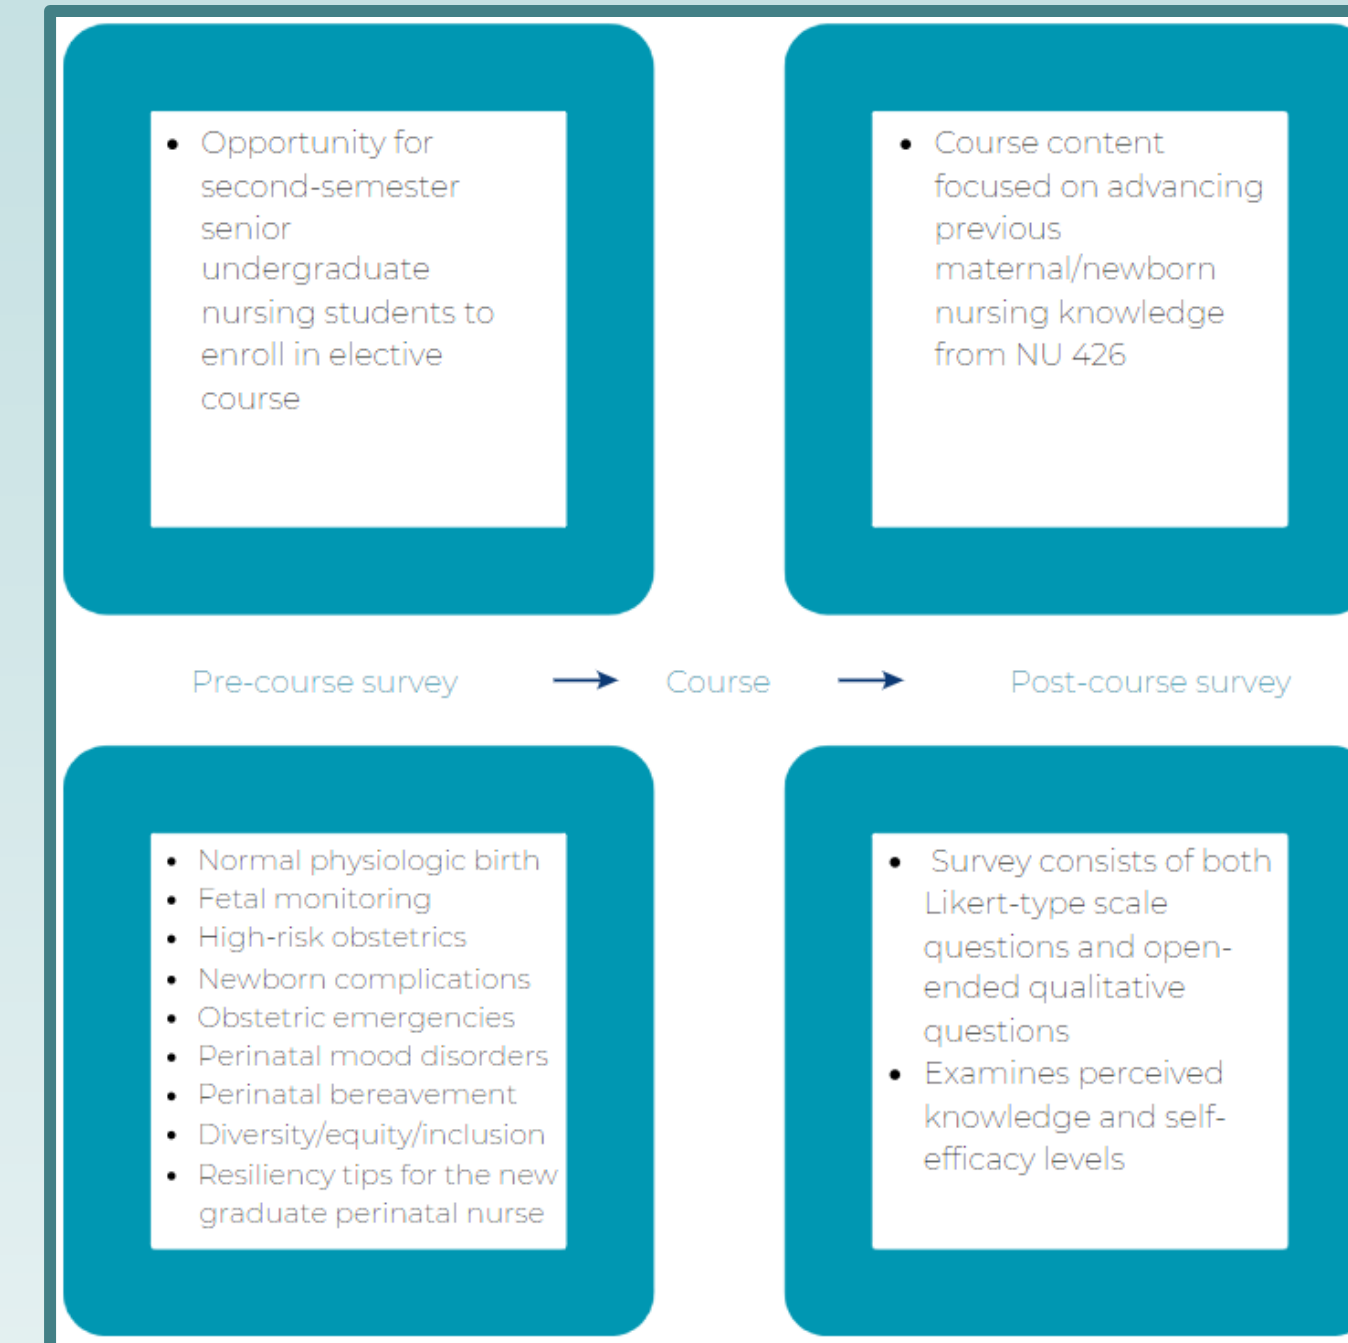 • Opportunity for
second-semester
senior
undergraduate
nursing students to
enroll in elective
course
• Course content
focused on advancing
previous
maternal/newborn
nursing knowledge
from NU 426
Pre-course survey → Course → Post-course survey
• Normal physiologic birth
• Fetal monitoring
• High-risk obstetrics
• Newborn complications
• Obstetric emergencies
• Perinatal mood disorders
• Perinatal bereavement
• Diversity/equity/inclusion
• Resiliency tips for the new
graduate perinatal nurse
• Survey consists of both
Likert-type scale
questions and open-
ended qualitative
questions
• Examines perceived
knowledge and self-
efficacy levels